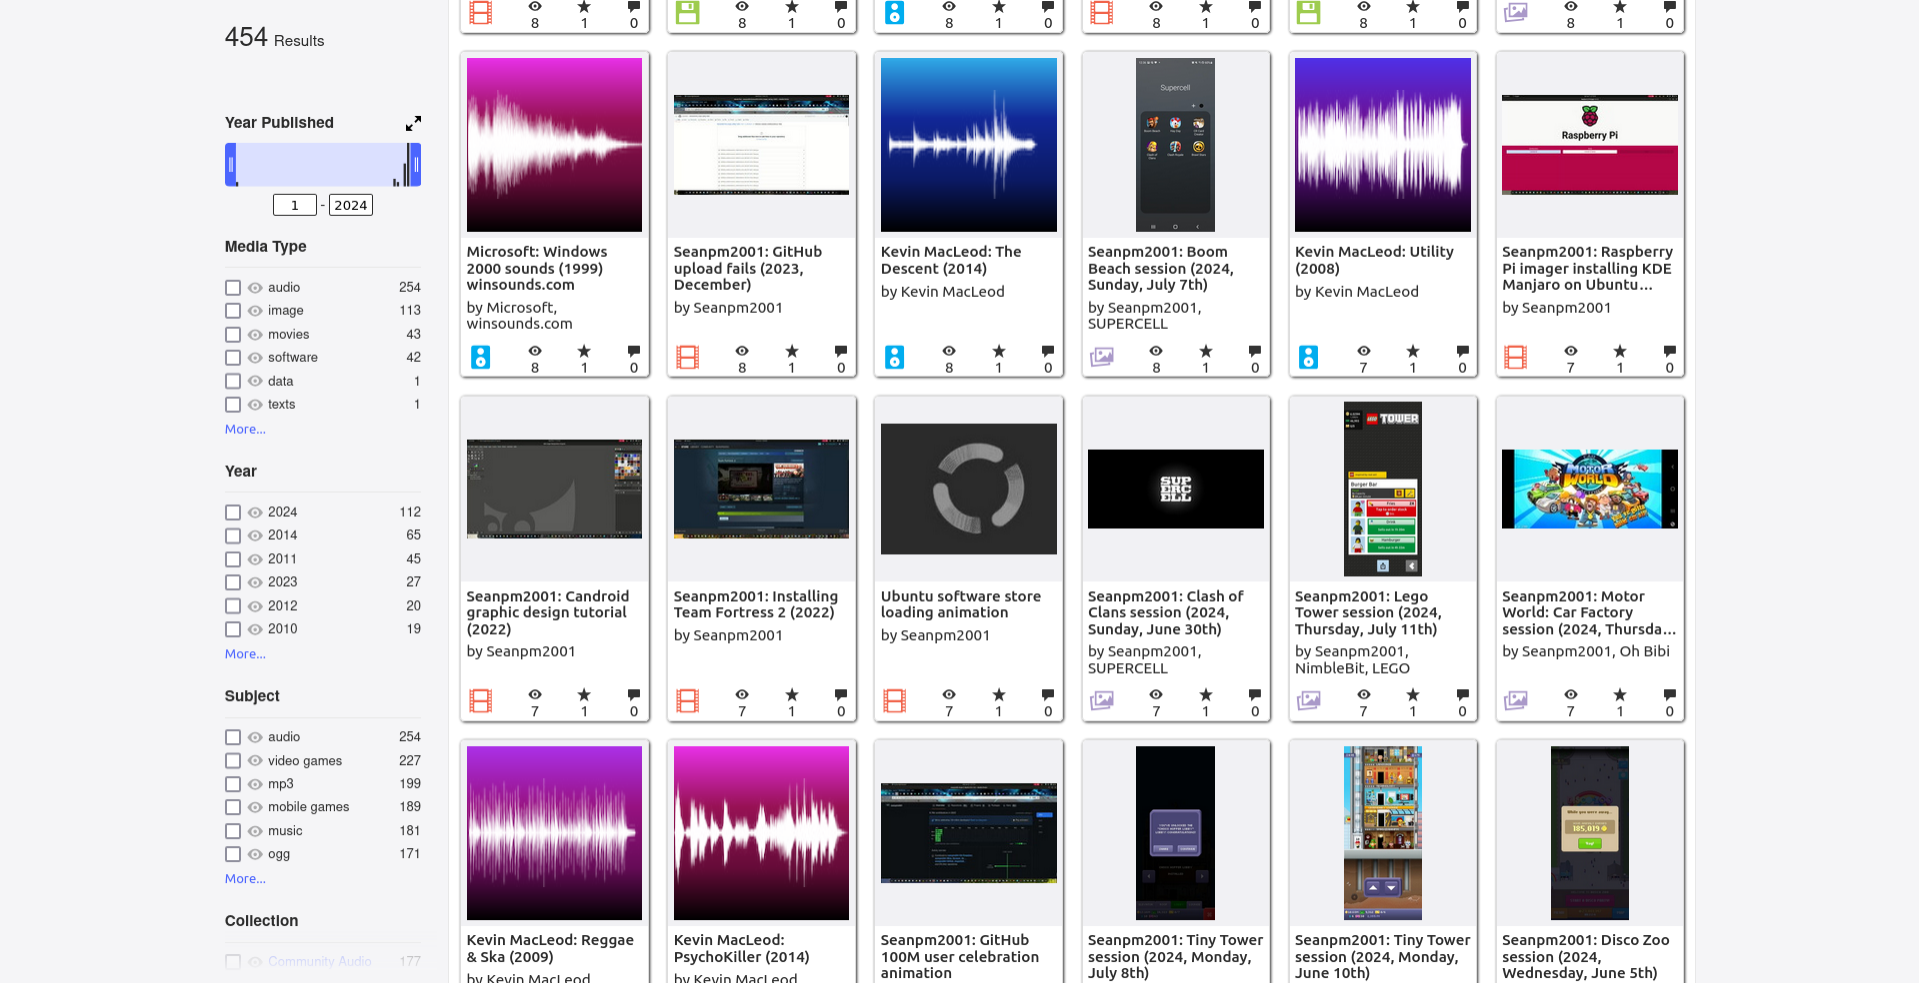 454 Results
Year Published
1 - 2024
Media Type
audio 254
image 113
movies 43
software 42
data 1
texts 1
More...
Year
2024 112
2014 65
2011 45
2023 27
2012 20
2010 19
More...
Subject
audio 254
video games 227
mp3 199
mobile games 189
music 181
ogg 171
More...
Collection
Community Audio 177
8 1 0
8 1 0
8 1 0
8 1 0
8 1 0
8 1 0
Microsoft: Windows
2000 sounds (1999)
winsounds.com
by Microsoft,
winsounds.com
8 1 0
Seanpm2001: GitHub
upload fails (2023,
December)
by Seanpm2001
8 1 0
Kevin MacLeod: The
Descent (2014)
by Kevin MacLeod
8 1 0
Supercell
Seanpm2001: Boom
Beach session (2024,
Sunday, July 7th)
by Seanpm2001,
SUPERCELL
8 1 0
Kevin MacLeod: Utility
(2008)
by Kevin MacLeod
7 1 0
Raspberry Pi
Seanpm2001: Raspberry
Pi imager installing KDE
Manjaro on Ubuntu...
by Seanpm2001
7 1 0
Seanpm2001: Candroid
graphic design tutorial
(2022)
by Seanpm2001
7 1 0
Seanpm2001: Installing
Team Fortress 2 (2022)
by Seanpm2001
7 1 0
Ubuntu software store
loading animation
by Seanpm2001
7 1 0
SUP
ERC
ELL
Seanpm2001: Clash of
Clans session (2024,
Sunday, June 30th)
by Seanpm2001,
SUPERCELL
7 1 0
LEGO TOWER
Burger Bar
Seanpm2001: Lego
Tower session (2024,
Thursday, July 11th)
by Seanpm2001,
NimbleBit, LEGO
7 1 0
MOTOR
WORLD
Seanpm2001: Motor
World: Car Factory
session (2024, Thursda...
by Seanpm2001, Oh Bibi
7 1 0
Kevin MacLeod: Reggae
& Ska (2009)
by Kevin MacLeod
Kevin MacLeod:
PsychoKiller (2014)
by Kevin MacLeod
Seanpm2001: GitHub
100M user celebration
animation
Seanpm2001: Tiny Tower
session (2024, Monday,
July 8th)
Seanpm2001: Tiny Tower
session (2024, Monday,
June 10th)
185,019
Seanpm2001: Disco Zoo
session (2024,
Wednesday, June 5th)